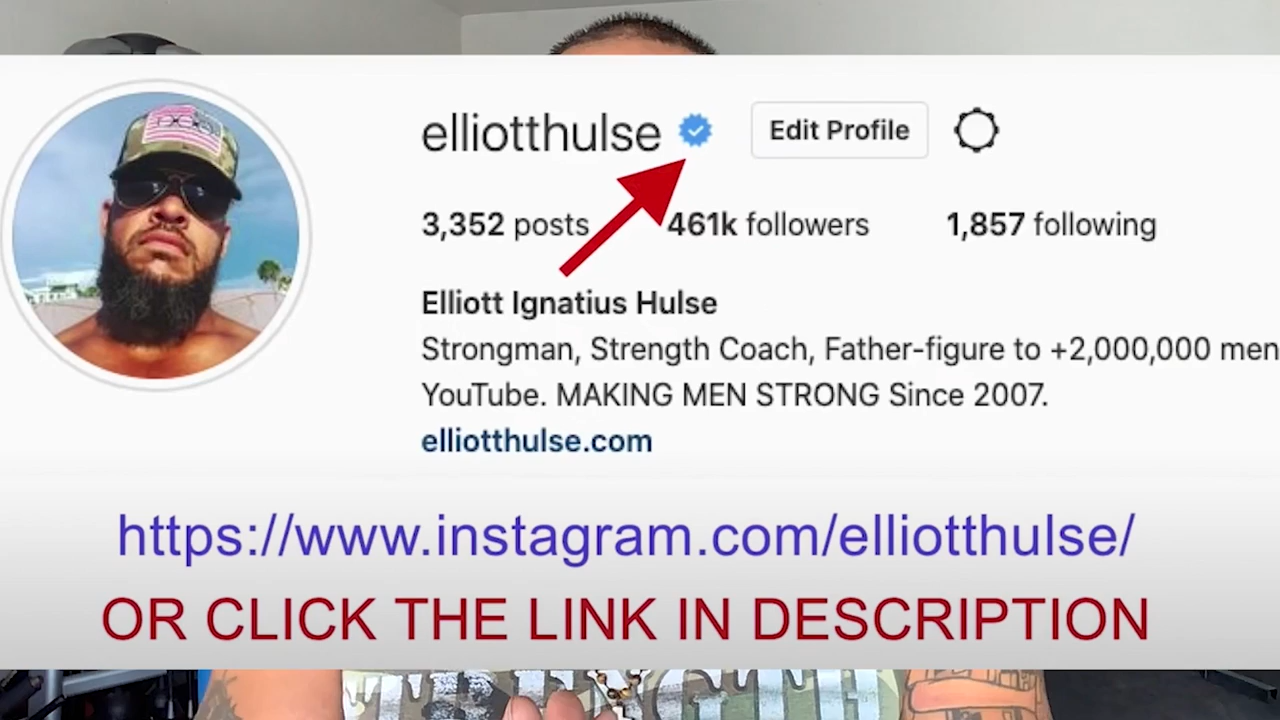 elliotthulse Edit Profile
3,352 posts 461k followers 1,857 following
Elliott Ignatius Hulse
Strongman, Strength Coach, Father-figure to +2,000,000 men
YouTube. MAKING MEN STRONG Since 2007.
elliotthulse.com
https://www.instagram.com/elliotthulse/
OR CLICK THE LINK IN DESCRIPTION